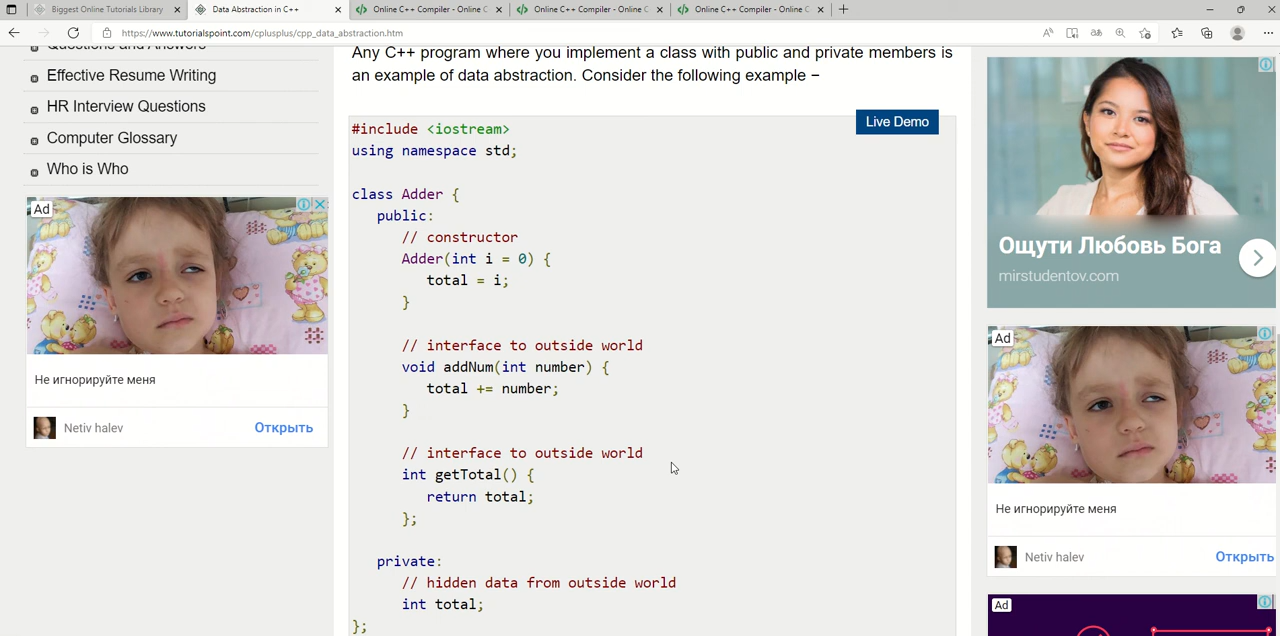 Biggest Online Tutorials Library
Data Abstraction in C++
Online C++ Compiler - Online C
Online C++ Compiler - Online C
Online C++ Compiler - Online C
https://www.tutorialspoint.com/cplusplus/cpp_data_abstraction.htm
Questions and Answers
Effective Resume Writing
HR Interview Questions
Computer Glossary
Who is Who
Ad
Не игнорируйте меня
Netiv halev
Открыть
Any C++ program where you implement a class with public and private members is
an example of data abstraction. Consider the following example −
Live Demo
#include <iostream>
using namespace std;
class Adder {
public:
// constructor
Adder(int i = 0) {
total = i;
}
// interface to outside world
void addNum(int number) {
total += number;
}
// interface to outside world
int getTotal() {
return total;
};
private:
// hidden data from outside world
int total;
};
Ощути Любовь Бога
mirstudentov.com
Ad
Не игнорируйте меня
Netiv halev
Открыть
Ad